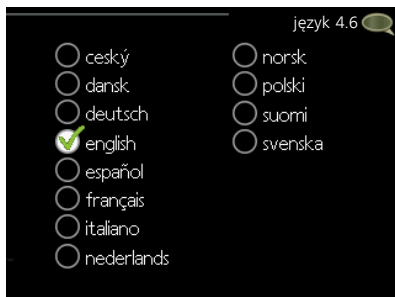 język 4.6
ceský
dansk
deutsch
english
español
français
italiano
nederlands
norsk
polski
suomi
svenska